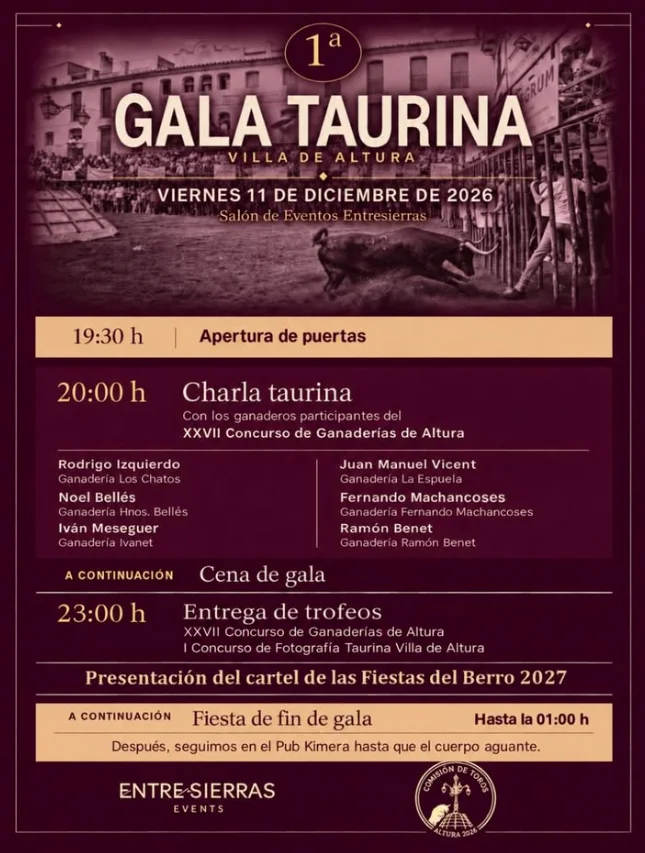 1ª
GALA TAURINA
VILLA DE ALTURA
VIERNES 11 DE DICIEMBRE DE 2026
Salón de Eventos Entresierras
19:30 h Apertura de puertas
20:00 h Charla taurina
Con los ganaderos participantes del
XXVII Concurso de Ganaderías de Altura
Rodrigo Izquierdo
Ganadería Los Chatos
Noel Bellés
Ganadería Hnos. Bellés
Iván Meseguer
Ganadería Ivanet
Juan Manuel Vicent
Ganadería La Espuela
Fernando Machancoses
Ganadería Fernando Machancoses
Ramón Benet
Ganadería Ramón Benet
A CONTINUACIÓN Cena de gala
23:00 h Entrega de trofeos
XXVII Concurso de Ganaderías de Altura
I Concurso de Fotografía Taurina Villa de Altura
Presentación del cartel de las Fiestas del Berro 2027
A CONTINUACIÓN Fiesta de fin de gala Hasta la 01:00 h
Después, seguimos en el Pub Kimera hasta que el cuerpo aguante.
ENTRE SIERRAS
EVENTS
COMISIÓN DE TOROS
ALTURA 2026